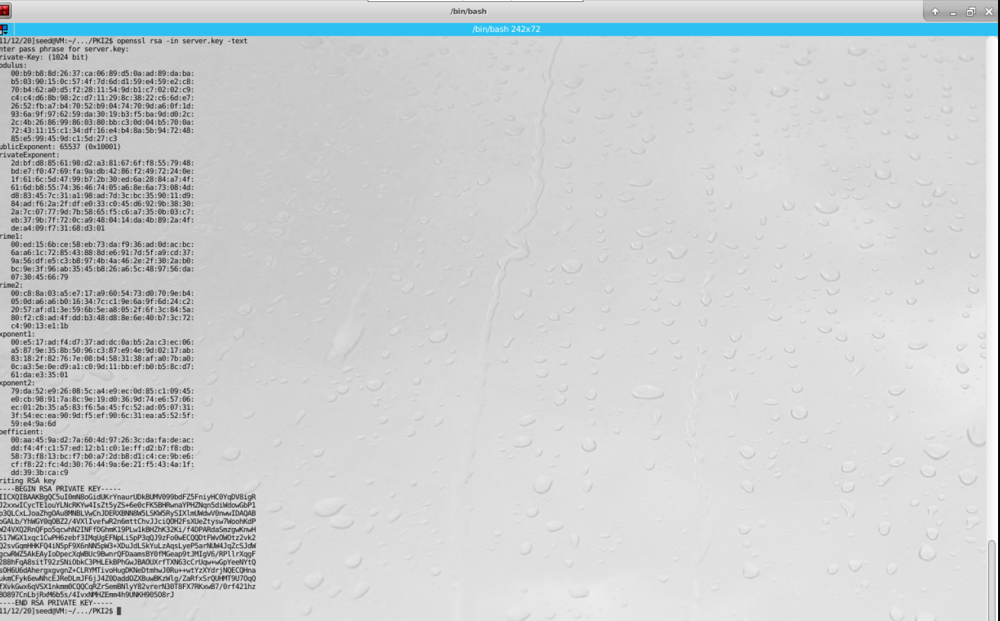 /bin/bash
/bin/bash 242x72
11/12/20]seed@VM:~/.../PKI2$ openssl rsa -in server.key -text
nter pass phrase for server.key:
rivate-Key: (1024 bit)
odulus:
00:b9:b8:8d:26:37:ca:06:89:d5:0a:ad:89:da:ba:
b5:03:90:15:0c:57:4f:7d:6d:d1:59:e4:59:e2:c8:
70:b4:62:a0:d5:f2:28:11:54:9d:b1:c7:02:02:c9:
c4:c4:d6:8b:98:2c:d7:11:29:8c:38:22:c6:6d:e7:
26:52:fb:a7:b4:70:52:b9:04:74:70:9d:a6:0f:1d:
93:6a:9f:97:62:59:da:30:19:b3:f5:ba:9d:d0:2c:
2c:4b:26:86:99:86:03:80:bb:c3:0d:04:b5:70:0a:
72:43:11:15:c1:34:df:16:e4:b4:8a:5b:94:72:48:
85:e5:99:45:9d:c1:5d:27:c3
ublicExponent: 65537 (0x10001)
rivateExponent:
2d:bf:d8:85:61:98:d2:a3:81:67:6f:f8:55:79:48:
bd:e7:f0:47:69:fa:9a:db:42:86:f2:49:72:24:0e:
1f:61:6c:5d:47:99:b7:2b:30:ed:6a:28:84:a7:4f:
61:6d:b8:55:74:36:46:74:05:a6:8e:6a:73:08:4d:
d8:83:45:7c:31:a1:98:ad:7d:3c:bc:35:90:11:d9:
84:ad:f6:2a:2f:df:e0:33:c0:45:d6:92:9b:38:30:
2a:7c:07:77:9d:7b:58:65:f5:c6:a7:35:0b:03:c7:
eb:37:9b:7f:72:0c:a9:48:04:14:da:4b:89:2a:4f:
de:a4:09:f7:31:68:d3:01
rime1:
00:ed:15:6b:ce:58:eb:73:da:f9:36:ad:0d:ac:bc:
6a:a6:1c:72:85:43:88:8d:e6:91:7d:5f:a9:cd:37:
9a:56:df:e5:c3:b8:97:4b:4a:46:2e:2f:30:2a:b0:
bc:9e:3f:96:ab:35:45:b8:26:a6:5c:48:97:56:da:
07:30:45:66:79
rime2:
00:c8:8a:03:a5:e7:17:a9:60:54:73:d0:70:9e:b4:
05:0d:a6:a6:b0:16:34:7c:c1:9e:6a:9f:6d:24:c2:
20:57:af:d1:3e:59:6b:5e:a8:05:2f:6f:3c:84:5a:
80:f2:c8:ad:4f:dd:b3:48:d8:8e:6e:40:b7:3c:72:
c4:90:13:e1:1b
xponent1:
00:e5:17:ad:f4:d7:37:ad:dc:0a:b5:2a:c3:ec:06:
a5:87:9e:35:8b:50:96:c3:87:e9:4e:9d:02:17:ab:
83:18:2f:82:76:7e:08:b4:58:31:38:af:a0:7b:a0:
0c:a3:5e:0e:d9:a1:c0:9d:11:bb:ef:b0:b5:8c:d7:
61:da:e3:35:01
xponent2:
79:da:52:e9:26:08:5c:a4:e9:ec:0d:85:c1:09:45:
e0:cb:98:91:7a:8c:9e:19:d0:36:9d:74:e6:57:06:
ec:01:2b:35:a5:83:f6:5a:45:fc:52:ad:05:07:31:
3f:54:ec:ea:90:9d:f5:ef:90:6c:31:ea:a5:52:5f:
59:e4:9a:6d
oefficient:
00:aa:45:9a:d2:7a:60:4d:97:26:3c:da:fa:de:ac:
dd:f4:4f:c1:57:ed:12:b1:c0:1e:ff:d2:b7:f8:db:
58:73:f8:13:bc:f7:b0:a7:2d:b8:d1:c4:ce:9b:e6:
cf:f8:22:fc:4d:30:76:44:9a:6e:21:f5:43:4a:1f:
dd:39:3b:ca:c9
riting RSA key
----BEGIN RSA PRIVATE KEY-----
IICXQIBAAKBgQC5uI0mN8oGidUKrYnaurUDkBUMV099bdFZ5FniyHC0YqDV8igR
J2xxwICycTE1ouYLNcRKYw4IsZt5yZS+6e0cFK5BHRwnaYPHZNqn5diWdowGbP1
p3QLCxLJoaZhgOAu8MNBLVwCnJDERXBNN8W5LSKW5RySIXlmUWdwV0nwwIDAQAB
----END RSA PRIVATE KEY-----
11/12/20]seed@VM:~/.../PKI2$